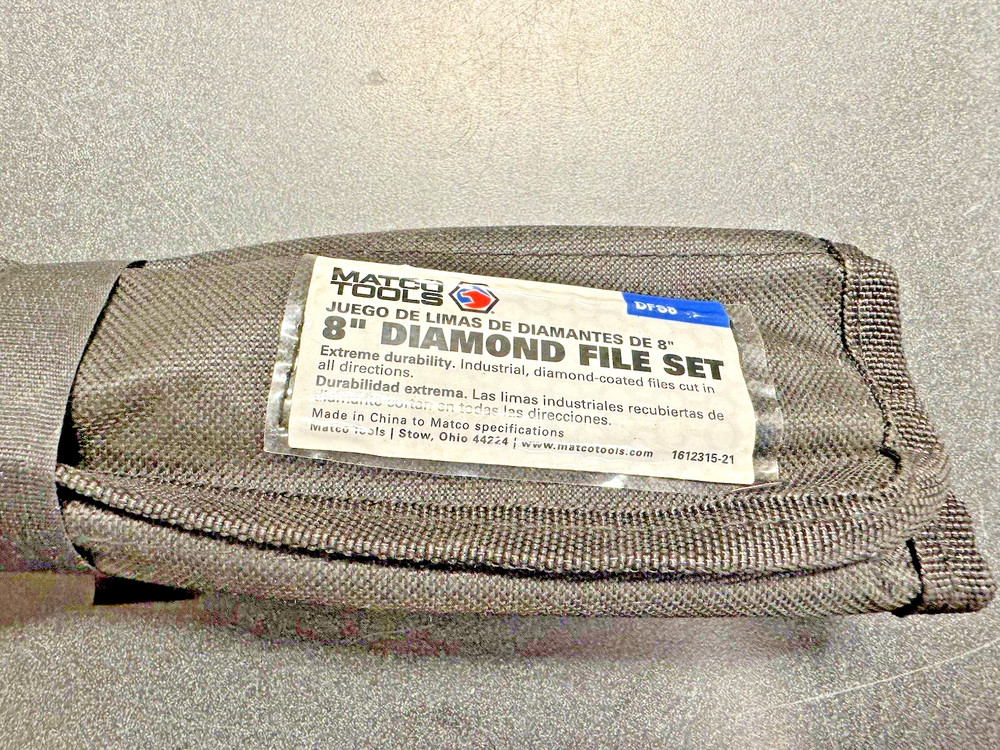 MATCO
TOOLS
DFS8
JUEGO DE LIMAS DE DIAMANTES DE 8"
8" DIAMOND FILE SET
Extreme durability. Industrial, diamond-coated files cut in
all directions.
Durabilidad extrema. Las limas industriales recubiertas de
diamante cortan en todas las direcciones.
Made in China to Matco specifications
Matco Tools | Stow, Ohio 44224 | www.matcotools.com 1612315-21